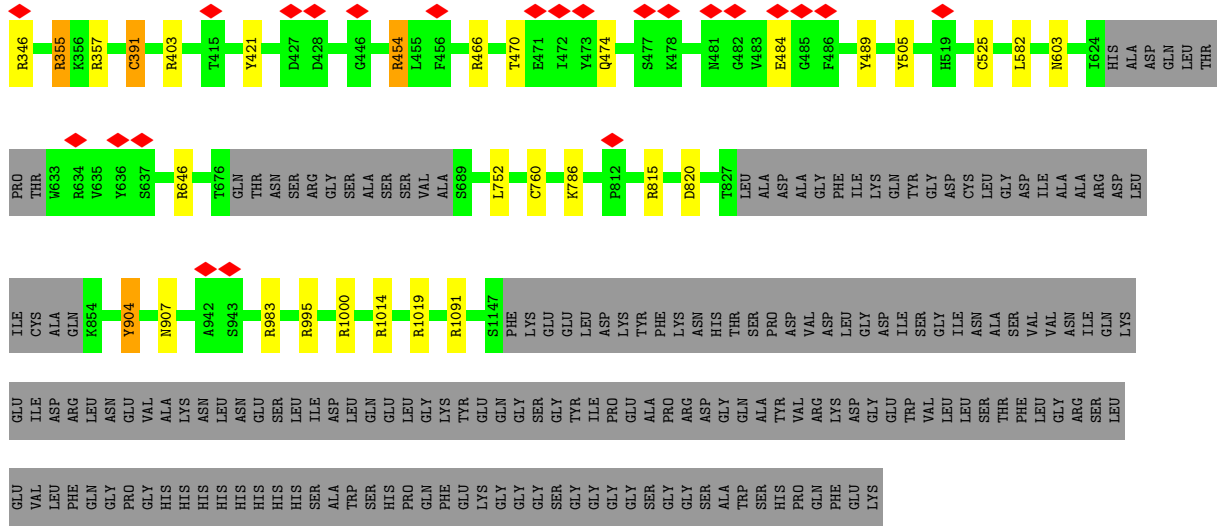 R346 R355 K356 R357 C391 R403 T415 Y421 D427 D428 G446 R454 L455 F456 R466 T470 E471 I472 Y473 Q474 S477 K478 N481 G482 V483 E484 G485 F486 Y489 Y505 H519 C525 L582 N603 I624 HIS ALA ASP GLN LEU THR
PRO THR W633 R634 V635 Y636 S637 R646 T676 GLN THR ASN SER ARG GLY SER ALA SER SER VAL ALA S689 L752 C760 K786 P812 R815 D820 T827 LEU ALA ASP ALA GLY PHE ILE LYS GLN TYR GLY ASP CYS LEU GLY ASP ILE ALA ALA ARG ASP LEU
ILE CYS ALA GLN K854 Y904 N907 A942 S943 R983 R995 R1000 R1014 R1019 R1091 S1147 PHE LYS GLU GLU LEU ASP LYS TYR PHE LYS ASN HIS THR SER PRO ASP VAL ASP LEU GLY ASP ILE SER GLY ILE ASN ALA SER VAL VAL ASN ILE GLN LYS
GLU ILE ASP ARG LEU ASN GLU VAL ALA LYS ASN LEU ASN GLU SER LEU ILE ASP LEU GLN GLU LEU GLY LYS TYR GLU GLN GLY SER GLY TYR ILE PRO GLU ALA PRO ARG ASP GLY GLN ALA TYR VAL ARG LYS ASP GLY GLU TRP VAL LEU LEU SER THR PHE LEU GLY ARG SER LEU
GLU VAL LEU PHE GLN GLY PRO GLY HIS HIS HIS HIS HIS HIS HIS HIS SER ALA TRP SER HIS PRO GLN PHE GLU LYS GLY GLY GLY SER GLY GLY GLY GLY SER GLY GLY SER ALA TRP SER HIS PRO GLN PHE GLU LYS